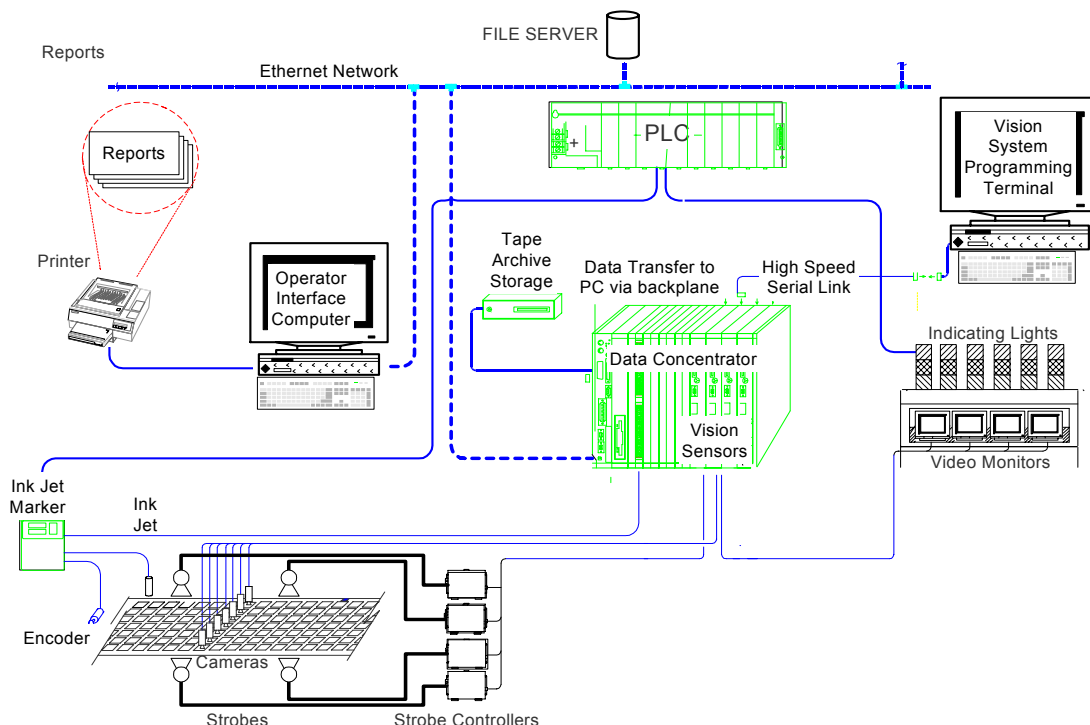 FILE SERVER
Reports
Ethernet Network
PLC
+
Vision
System
Programming
Terminal
Reports
Printer
Operator
Interface
Computer
Tape
Archive
Storage
Data Transfer to
PC via backplane
High Speed
Serial Link
Indicating Lights
Data Concentrator
Vision
Sensors
Video Monitors
Ink Jet
Marker
Ink
Jet
Encoder
Cameras
Strobes
Strobe Controllers